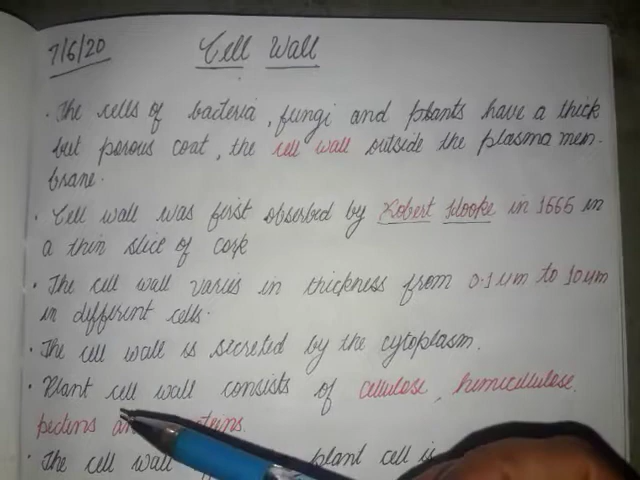 7/6/20
Cell Wall
· The cells of bacteria, fungi and plants have a thick
but porous coat, the cell wall outside the plasma mem-
brane.
· Cell wall was first observed by Robert Hooke in 1665 in
a thin slice of cork
· The cell wall varies in thickness from 0.1 um to 10um
in different cells.
· The cell wall is secreted by the cytoplasm.
· Plant cell wall consists of cellulose, hemicellulose,
pectins
· The cell wall plant cell is